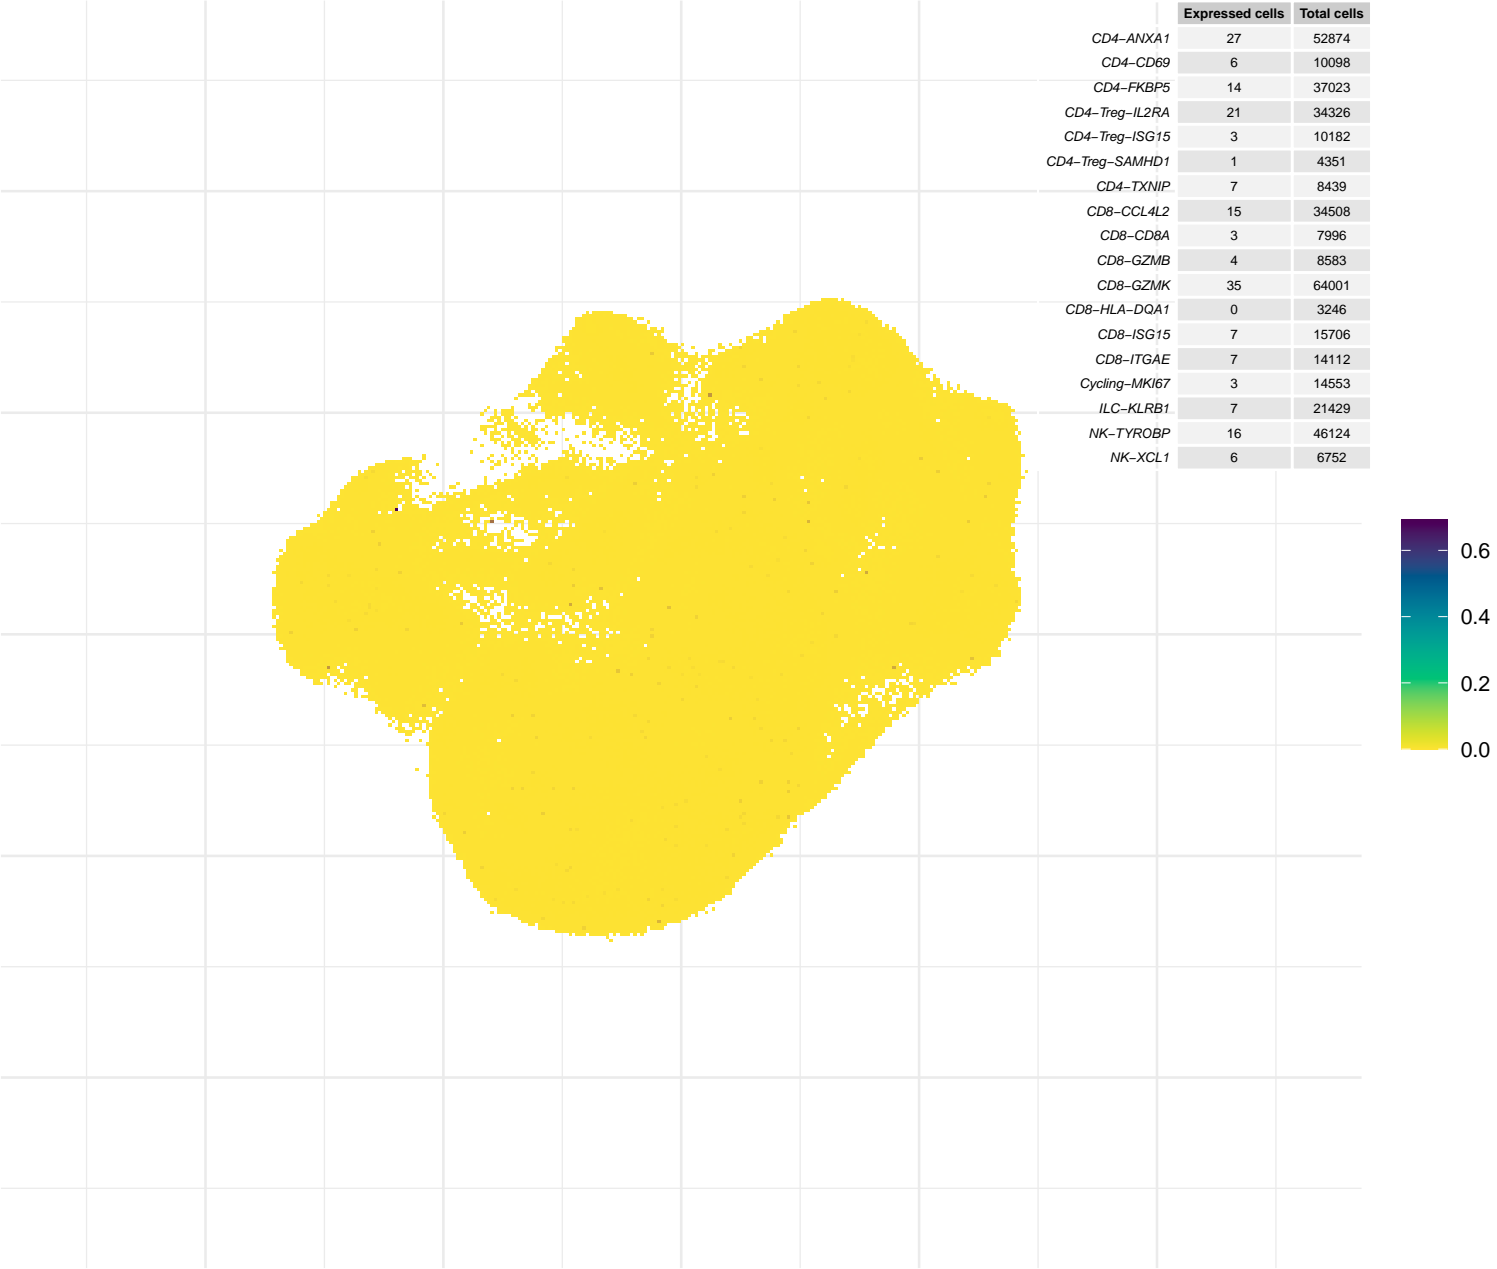 Expressed cells Total cells
CD4−ANXA1 27 52874
CD4−CD69 6 10098
CD4−FKBP5 14 37023
CD4−Treg−IL2RA 21 34326
CD4−Treg−ISG15 3 10182
CD4−Treg−SAMHD1 1 4351
CD4−TXNIP 7 8439
CD8−CCL4L2 15 34508
CD8−CD8A 3 7996
CD8−GZMB 4 8583
CD8−GZMK 35 64001
CD8−HLA−DQA1 0 3246
CD8−ISG15 7 15706
CD8−ITGAE 7 14112
Cycling−MKI67 3 14553
ILC−KLRB1 7 21429
NK−TYROBP 16 46124
NK−XCL1 6 6752
0.6
0.4
0.2
0.0